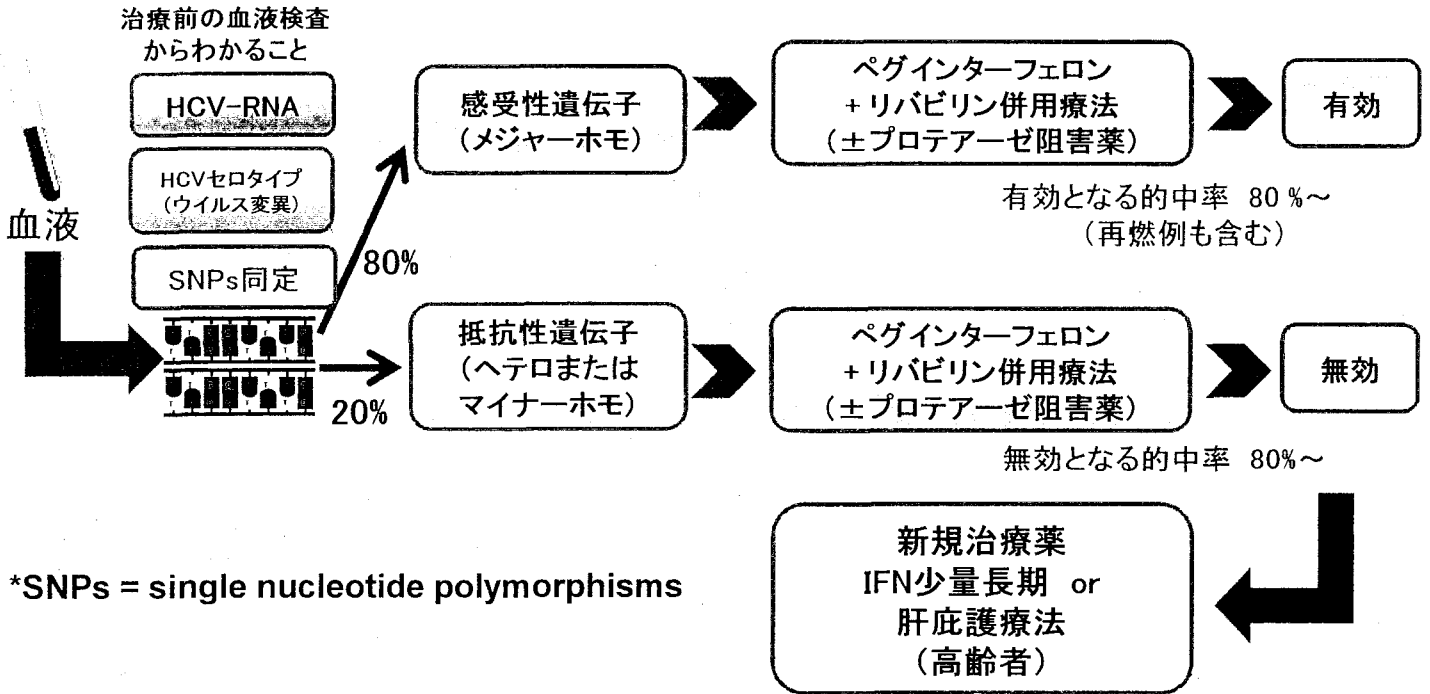 治療前の血液検査
からわかること
HCV-RNA
HCVセロタイプ
(ウイルス変異)
SNPs同定
血液
80%
20%
感受性遺伝子
(メジャーホモ)
ペグインターフェロン
+リバビリン併用療法
(±プロテアーゼ阻害薬)
有効
有効となる的中率 80%~
(再燃例も含む)
抵抗性遺伝子
(ヘテロまたは
マイナーホモ)
ペグインターフェロン
+リバビリン併用療法
(±プロテアーゼ阻害薬)
無効
無効となる的中率 80%~
新規治療薬
IFN少量長期 or
肝庇護療法
(高齢者)
*SNPs = single nucleotide polymorphisms